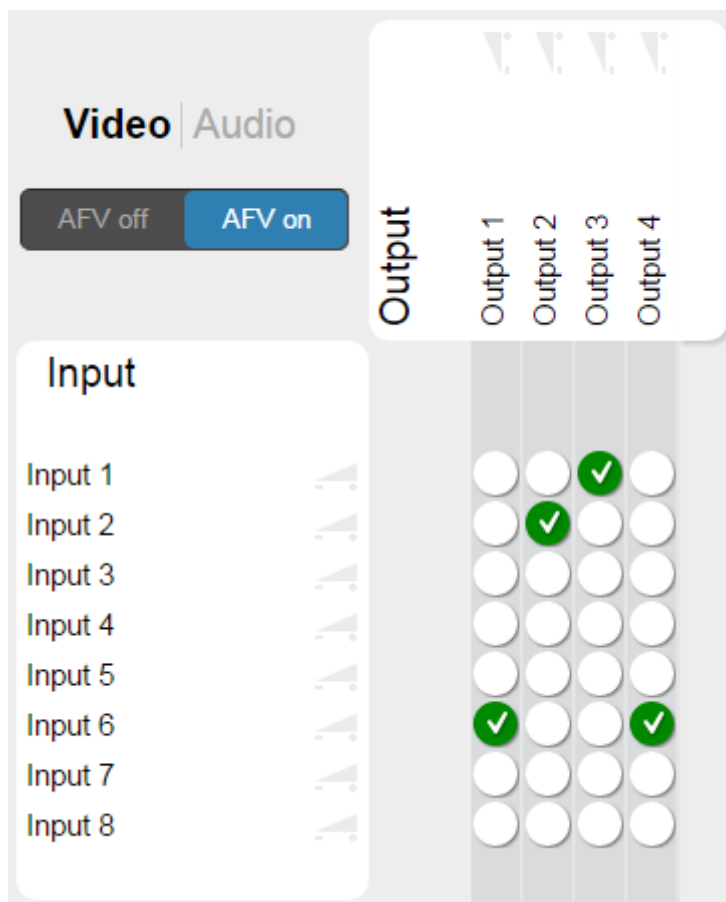 Video Audio
AFV off AFV on
Output
Output 1
Output 2
Output 3
Output 4
Input
Input 1
Input 2
Input 3
Input 4
Input 5
Input 6
Input 7
Input 8